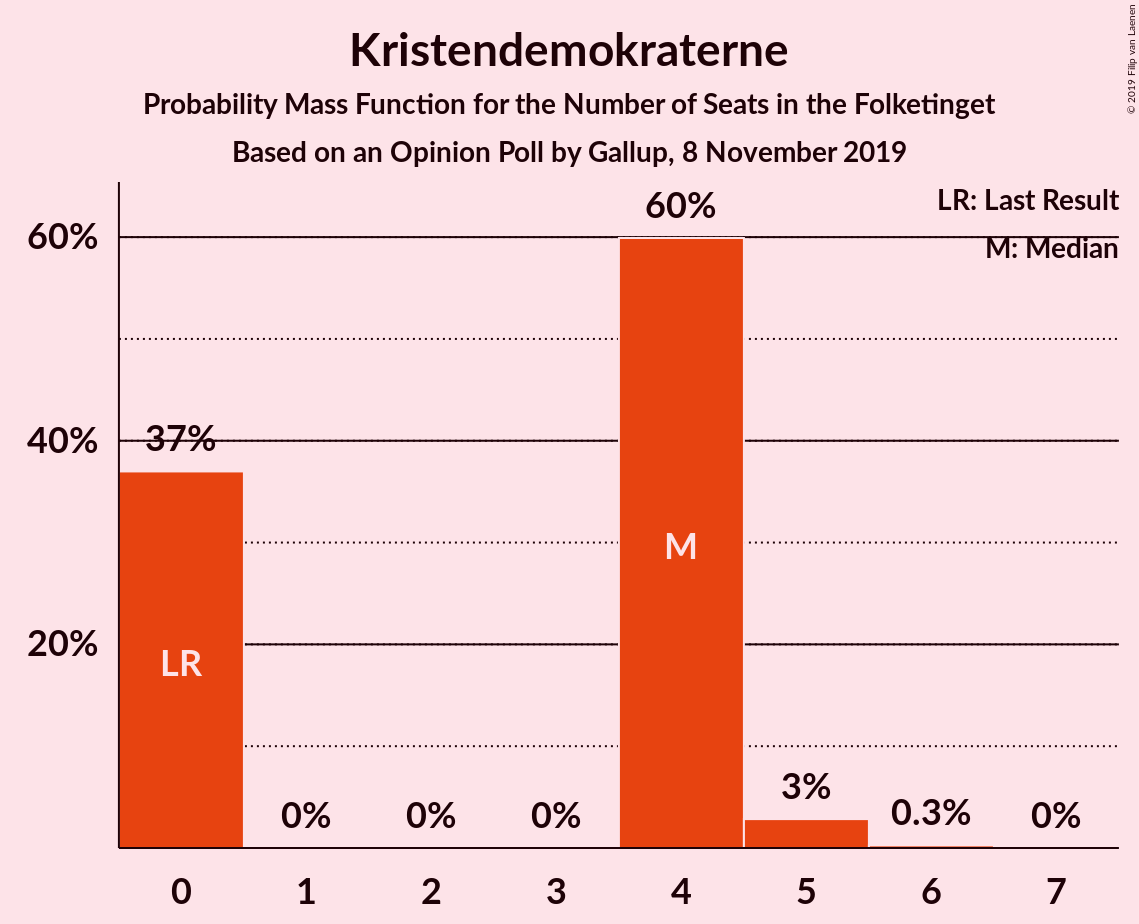 Kristendemokraterne
Probability Mass Function for the Number of Seats in the Folketinget
Based on an Opinion Poll by Gallup, 8 November 2019
© 2019 Filip van Laenen
LR: Last Result
M: Median
60%
40%
20%
37%
0%
0%
0%
60%
3%
0.3%
0%
LR
M
0 1 2 3 4 5 6 7